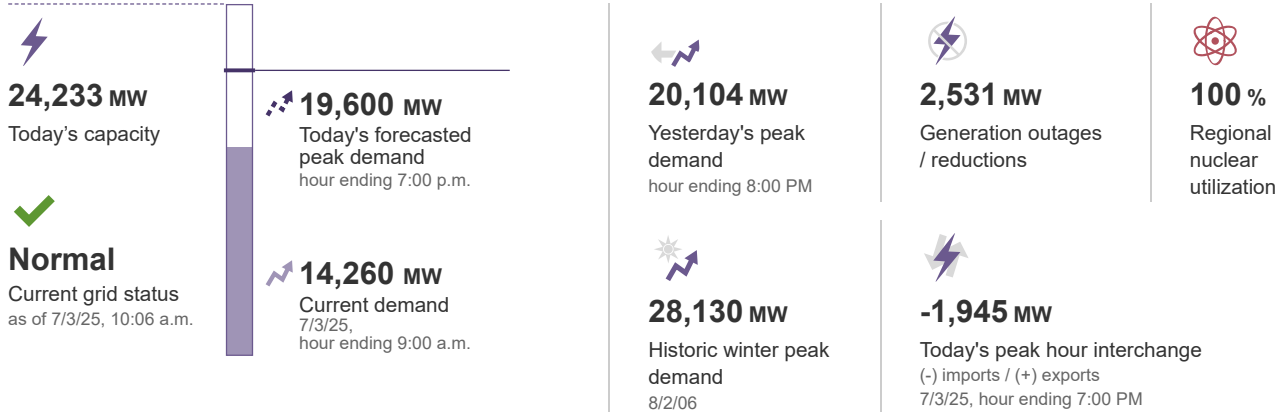 24,233 MW
Today's capacity
Normal
Current grid status
as of 7/3/25, 10:06 a.m.
19,600 MW
Today's forecasted
peak demand
hour ending 7:00 p.m.
14,260 MW
Current demand
7/3/25,
hour ending 9:00 a.m.
20,104 MW
Yesterday's peak
demand
hour ending 8:00 PM
2,531 MW
Generation outages
/ reductions
100 %
Regional
nuclear
utilization
28,130 MW
Historic winter peak
demand
8/2/06
-1,945 MW
Today's peak hour interchange
(-) imports / (+) exports
7/3/25, hour ending 7:00 PM